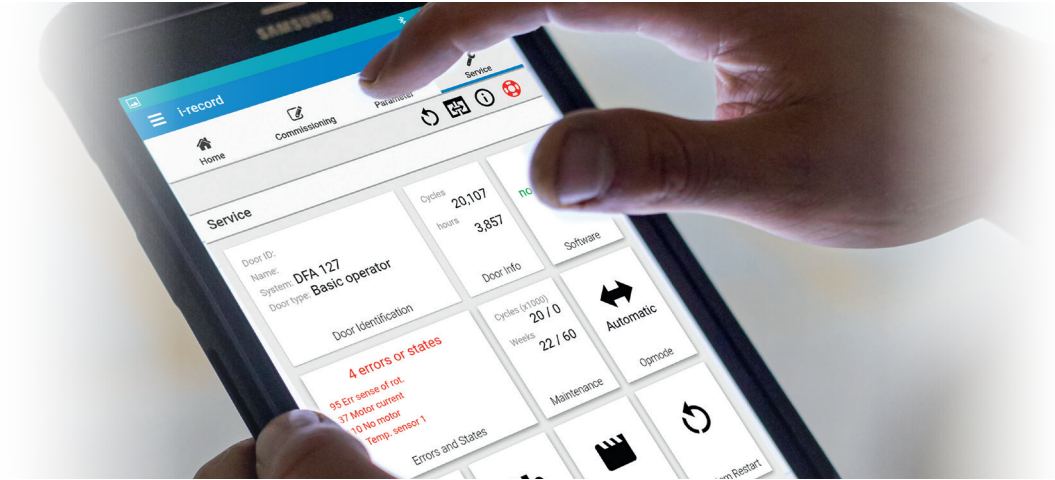 SAMSUNG
i-record
Home
Commissioning
Parameter
Service
Service
Door ID:
Name:
System: DFA 127
Door type: Basic operator
Door Identification
Cycles
20,107
hours
3,857
Door Info
no
Software
4 errors or states
95 Err sense of rot.
37 Motor current
10 No motor
Temp. sensor 1
Errors and States
Cycles (x1000)
20 / 0
Weeks
22 / 60
Maintenance
Automatic
Opmode
Restart